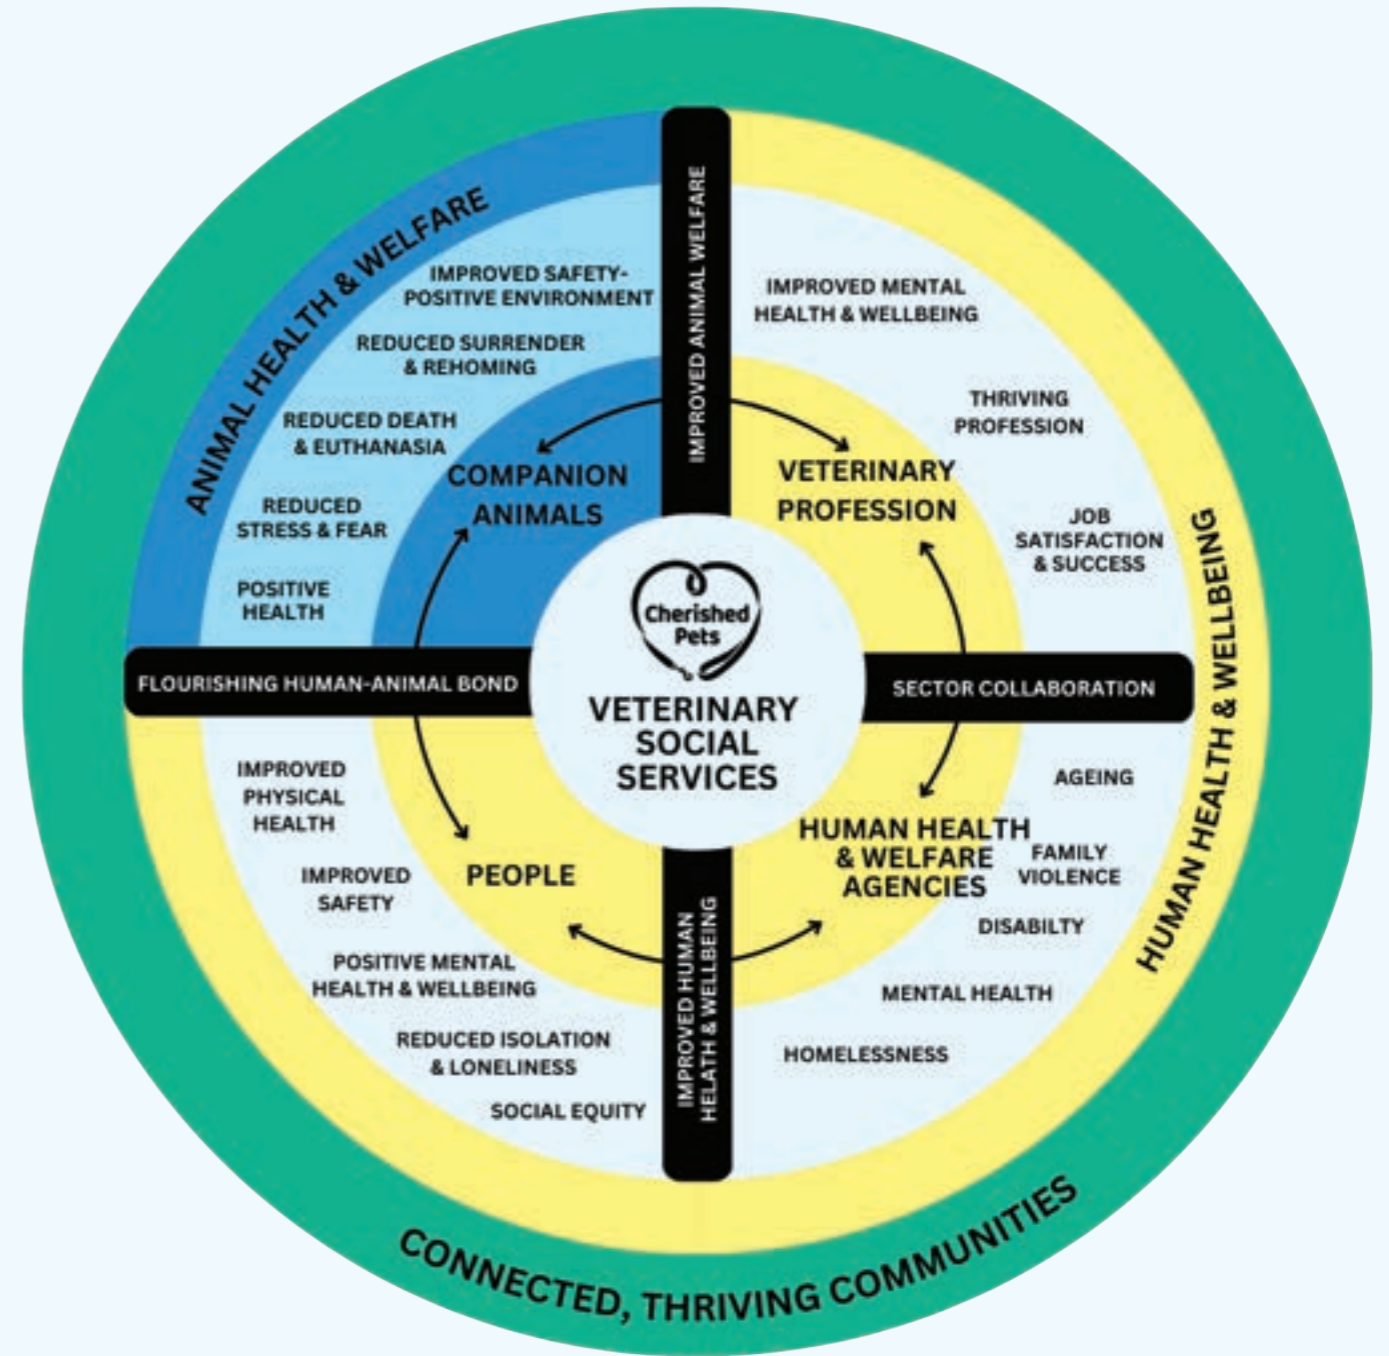 ANIMAL HEALTH & WELFARE
IMPROVED SAFETY-
POSITIVE ENVIRONMENT
REDUCED SURRENDER
& REHOMING
REDUCED DEATH
& EUTHANASIA
REDUCED
STRESS & FEAR
POSITIVE
HEALTH
COMPANION
ANIMALS
IMPROVED ANIMAL WELFARE
IMPROVED MENTAL
HEALTH & WELLBEING
THRIVING
PROFESSION
JOB
SATISFACTION
& SUCCESS
VETERINARY
PROFESSION
HUMAN HEALTH & WELLBEING
FLOURISHING HUMAN-ANIMAL BOND
Cherished
Pets
VETERINARY
SOCIAL
SERVICES
SECTOR COLLABORATION
IMPROVED
PHYSICAL
HEALTH
IMPROVED
SAFETY
POSITIVE MENTAL
HEALTH & WELLBEING
REDUCED ISOLATION
& LONELINESS
SOCIAL EQUITY
PEOPLE
IMPROVED HUMAN
HELATH & WELLBEING
HUMAN HEALTH
& WELFARE
AGENCIES
AGEING
FAMILY
VIOLENCE
DISABILTY
MENTAL HEALTH
HOMELESSNESS
CONNECTED, THRIVING COMMUNITIES